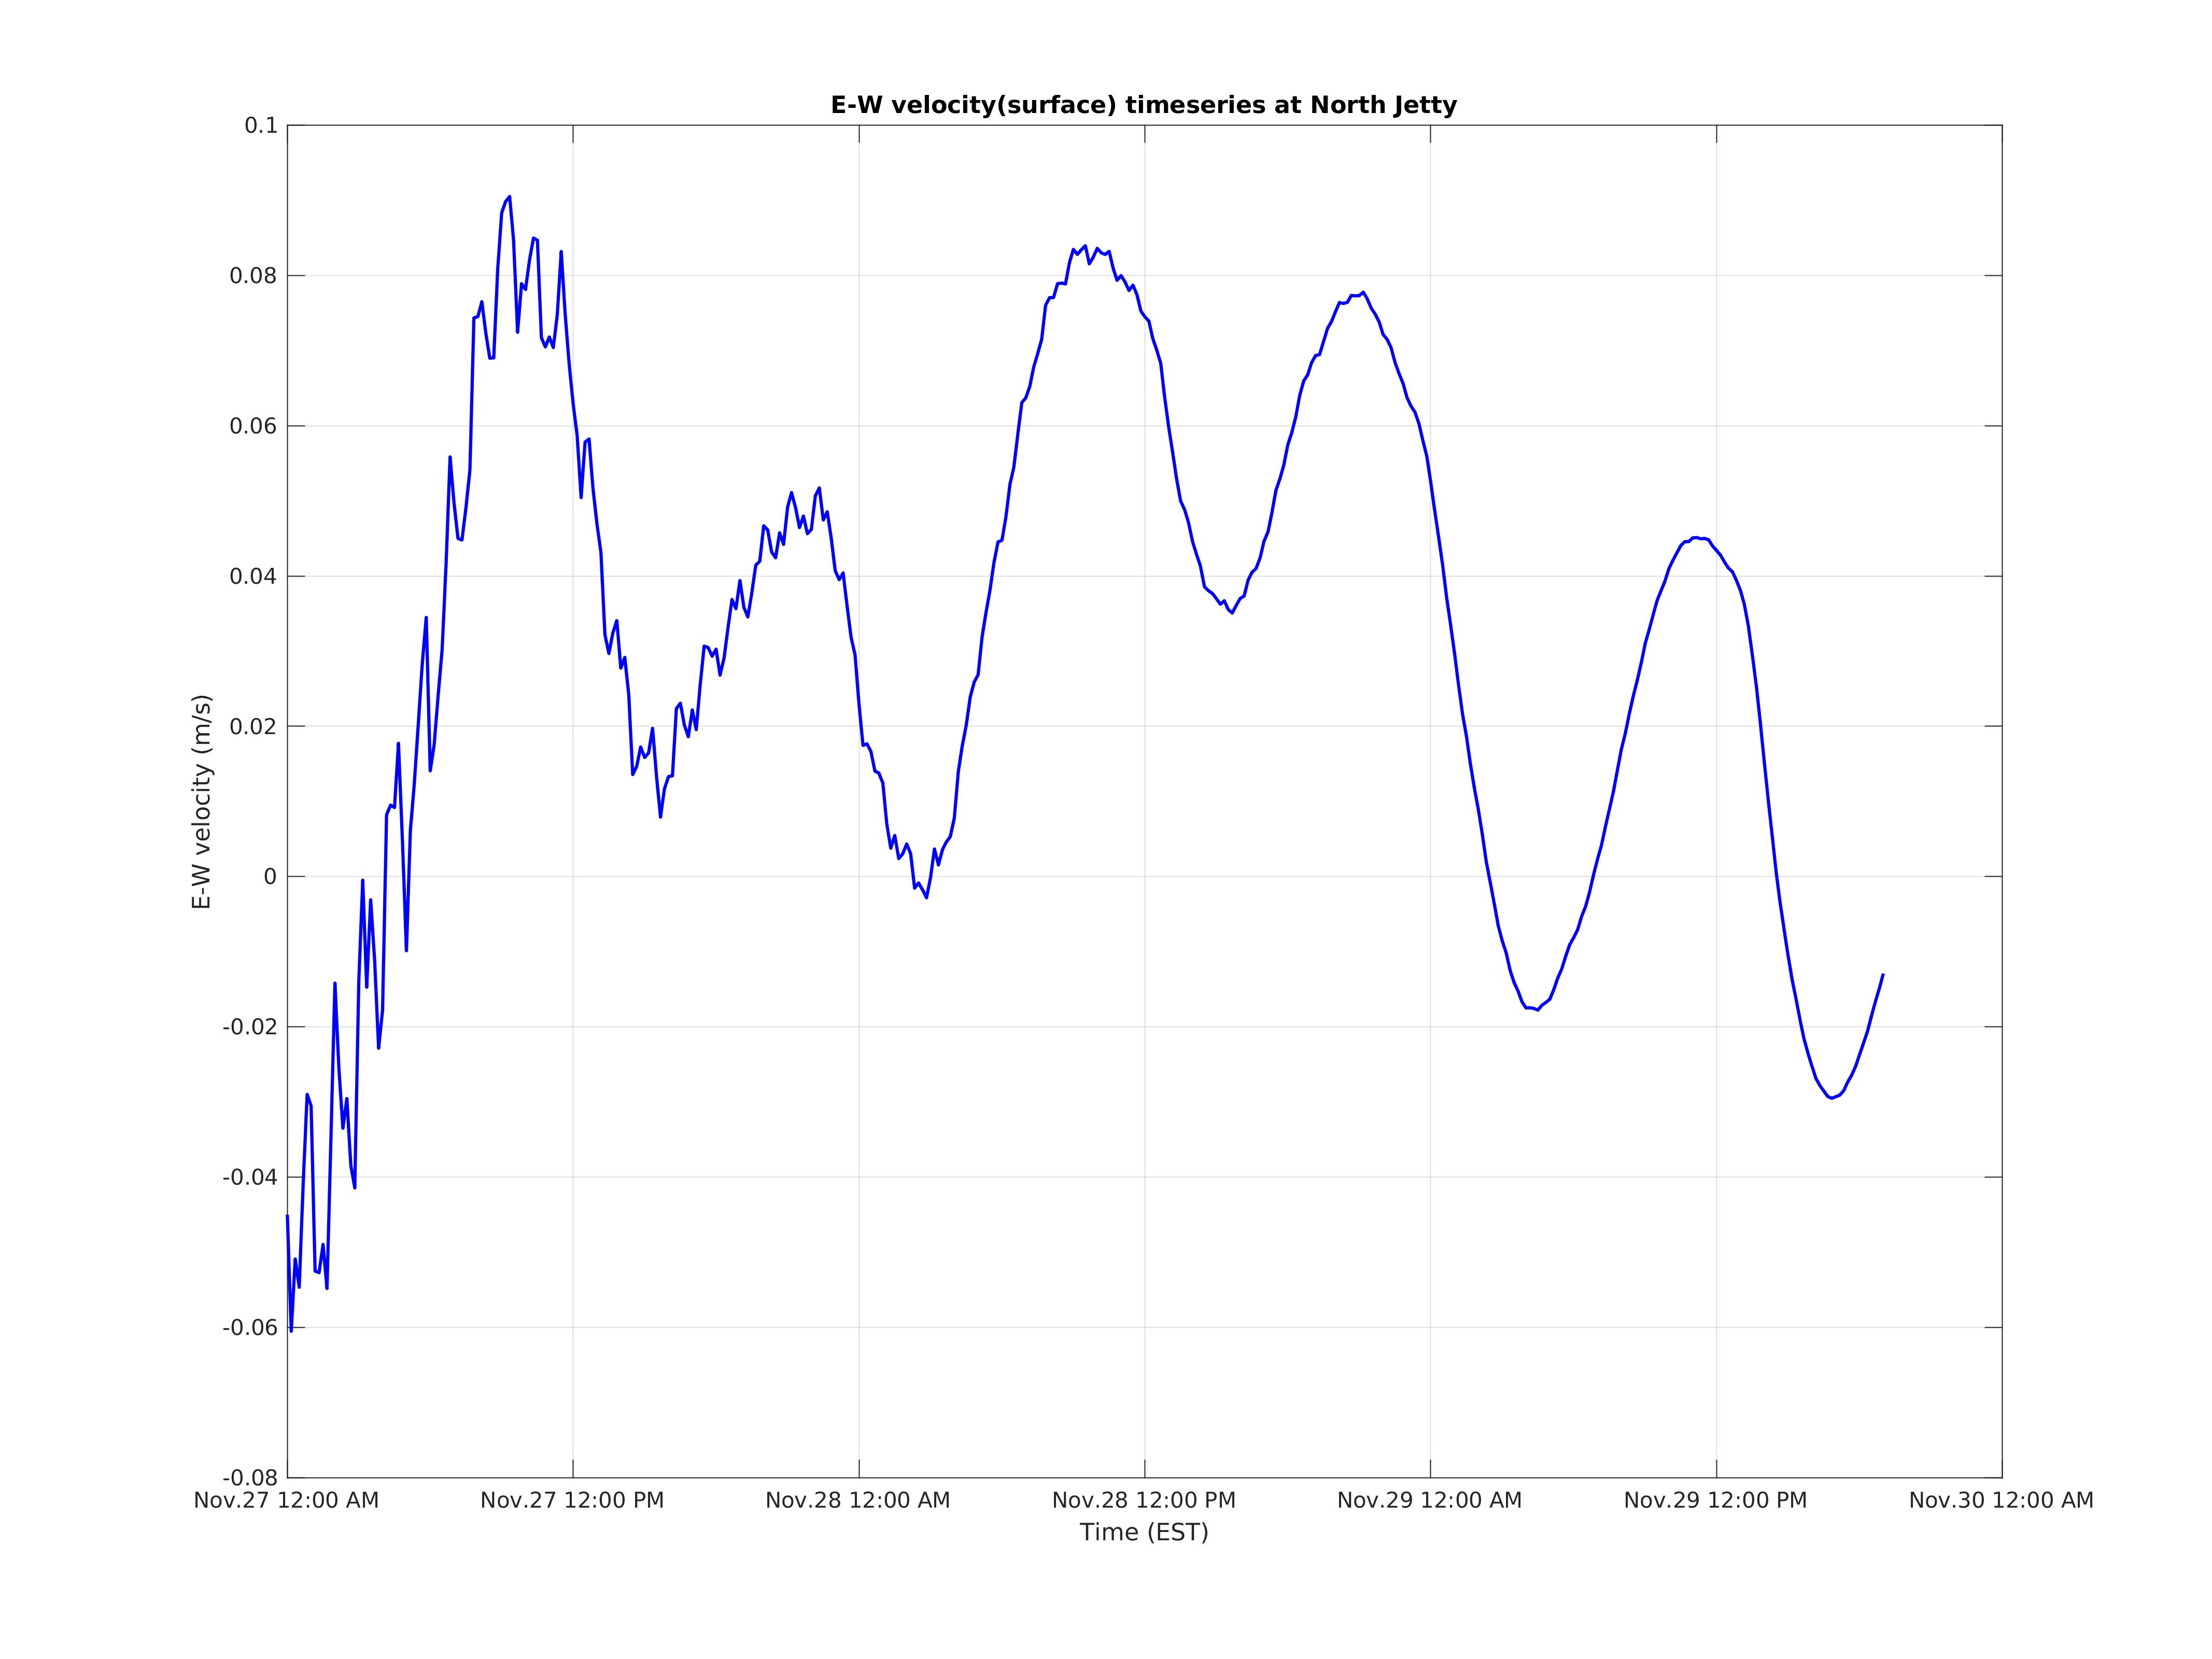 E-W velocity(surface) timeseries at North Jetty
0.1
0.08
0.06
0.04
0.02
0
-0.02
-0.04
-0.06
-0.08
E-W velocity (m/s)
Nov.27 12:00 AM Nov.27 12:00 PM Nov.28 12:00 AM Nov.28 12:00 PM Nov.29 12:00 AM Nov.29 12:00 PM Nov.30 12:00 AM
Time (EST)